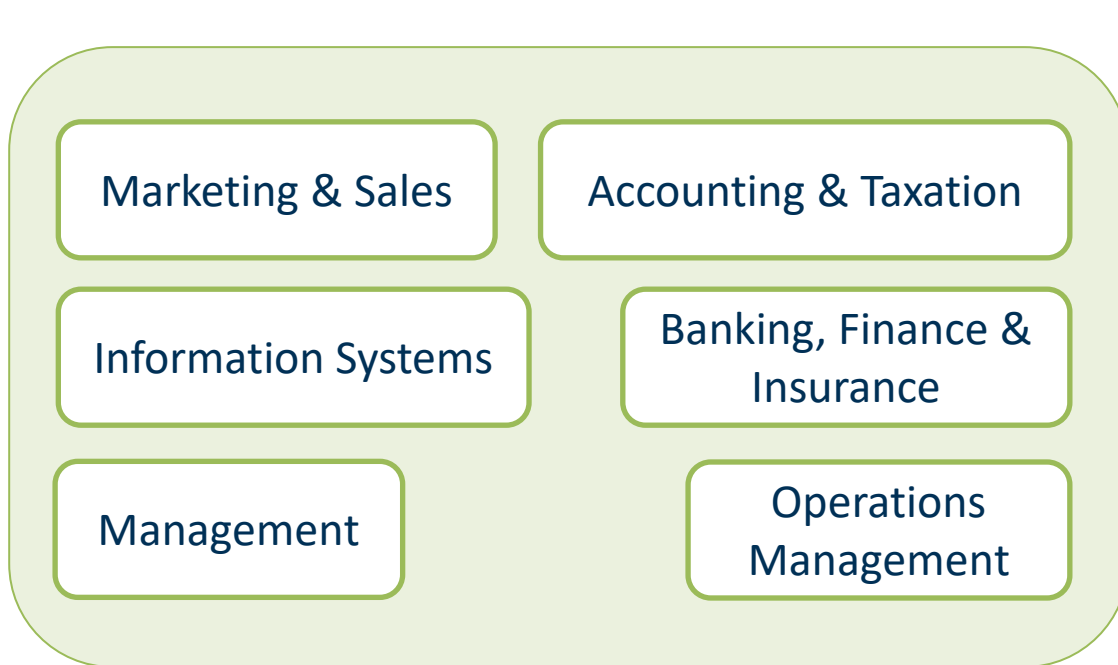 Marketing & Sales
Accounting & Taxation
Information Systems
Banking, Finance &
Insurance
Management
Operations
Management